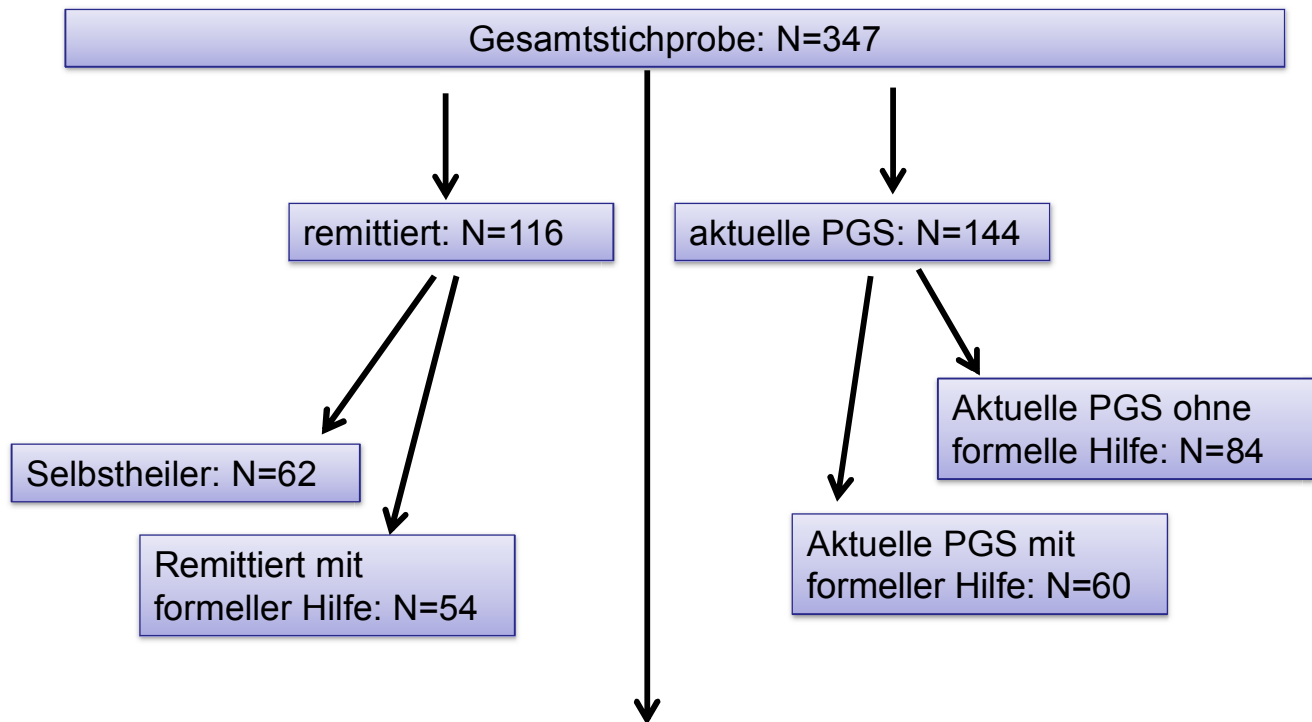 Gesamtstichprobe: N=347
remittiert: N=116
aktuelle PGS: N=144
Selbstheiler: N=62
Remittiert mit
formeller Hilfe: N=54
Aktuelle PGS ohne
formelle Hilfe: N=84
Aktuelle PGS mit
formeller Hilfe: N=60